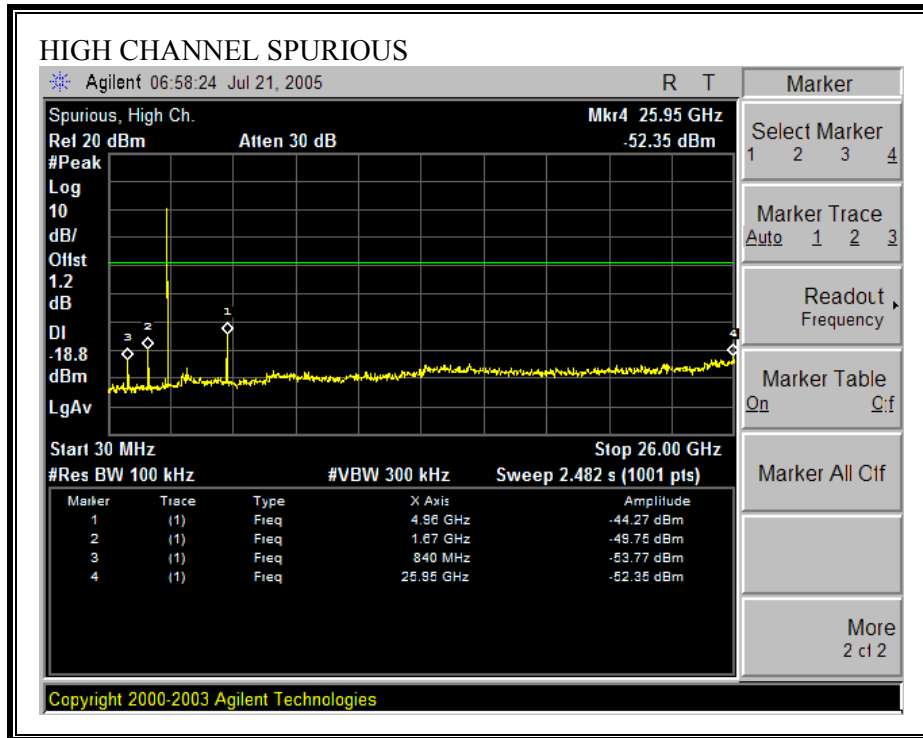 HIGH CHANNEL SPURIOUS
Agilent 06:58:24 Jul 21, 2005 R T
Spurious, High Ch. Mkr4 25.95 GHz
Ref 20 dBm Atten 30 dB -52.35 dBm
#Peak
Log
10
dB/
Offst
1.2
dB
DI
-18.8
dBm
LgAv
1
2
3
4
Start 30 MHz Stop 26.00 GHz
#Res BW 100 kHz #VBW 300 kHz Sweep 2.482 s (1001 pts)
Marker Trace Type X Axis Amplitude
1 (1) Freq 4.96 GHz -44.27 dBm
2 (1) Freq 1.67 GHz -49.75 dBm
3 (1) Freq 840 MHz -53.77 dBm
4 (1) Freq 25.95 GHz -52.35 dBm
Copyright 2000-2003 Agilent Technologies
Marker
Select Marker
1 2 3 4
Marker Trace
Auto 1 2 3
Readout
Frequency
Marker Table
On Off
Marker All Off
More
2 of 2